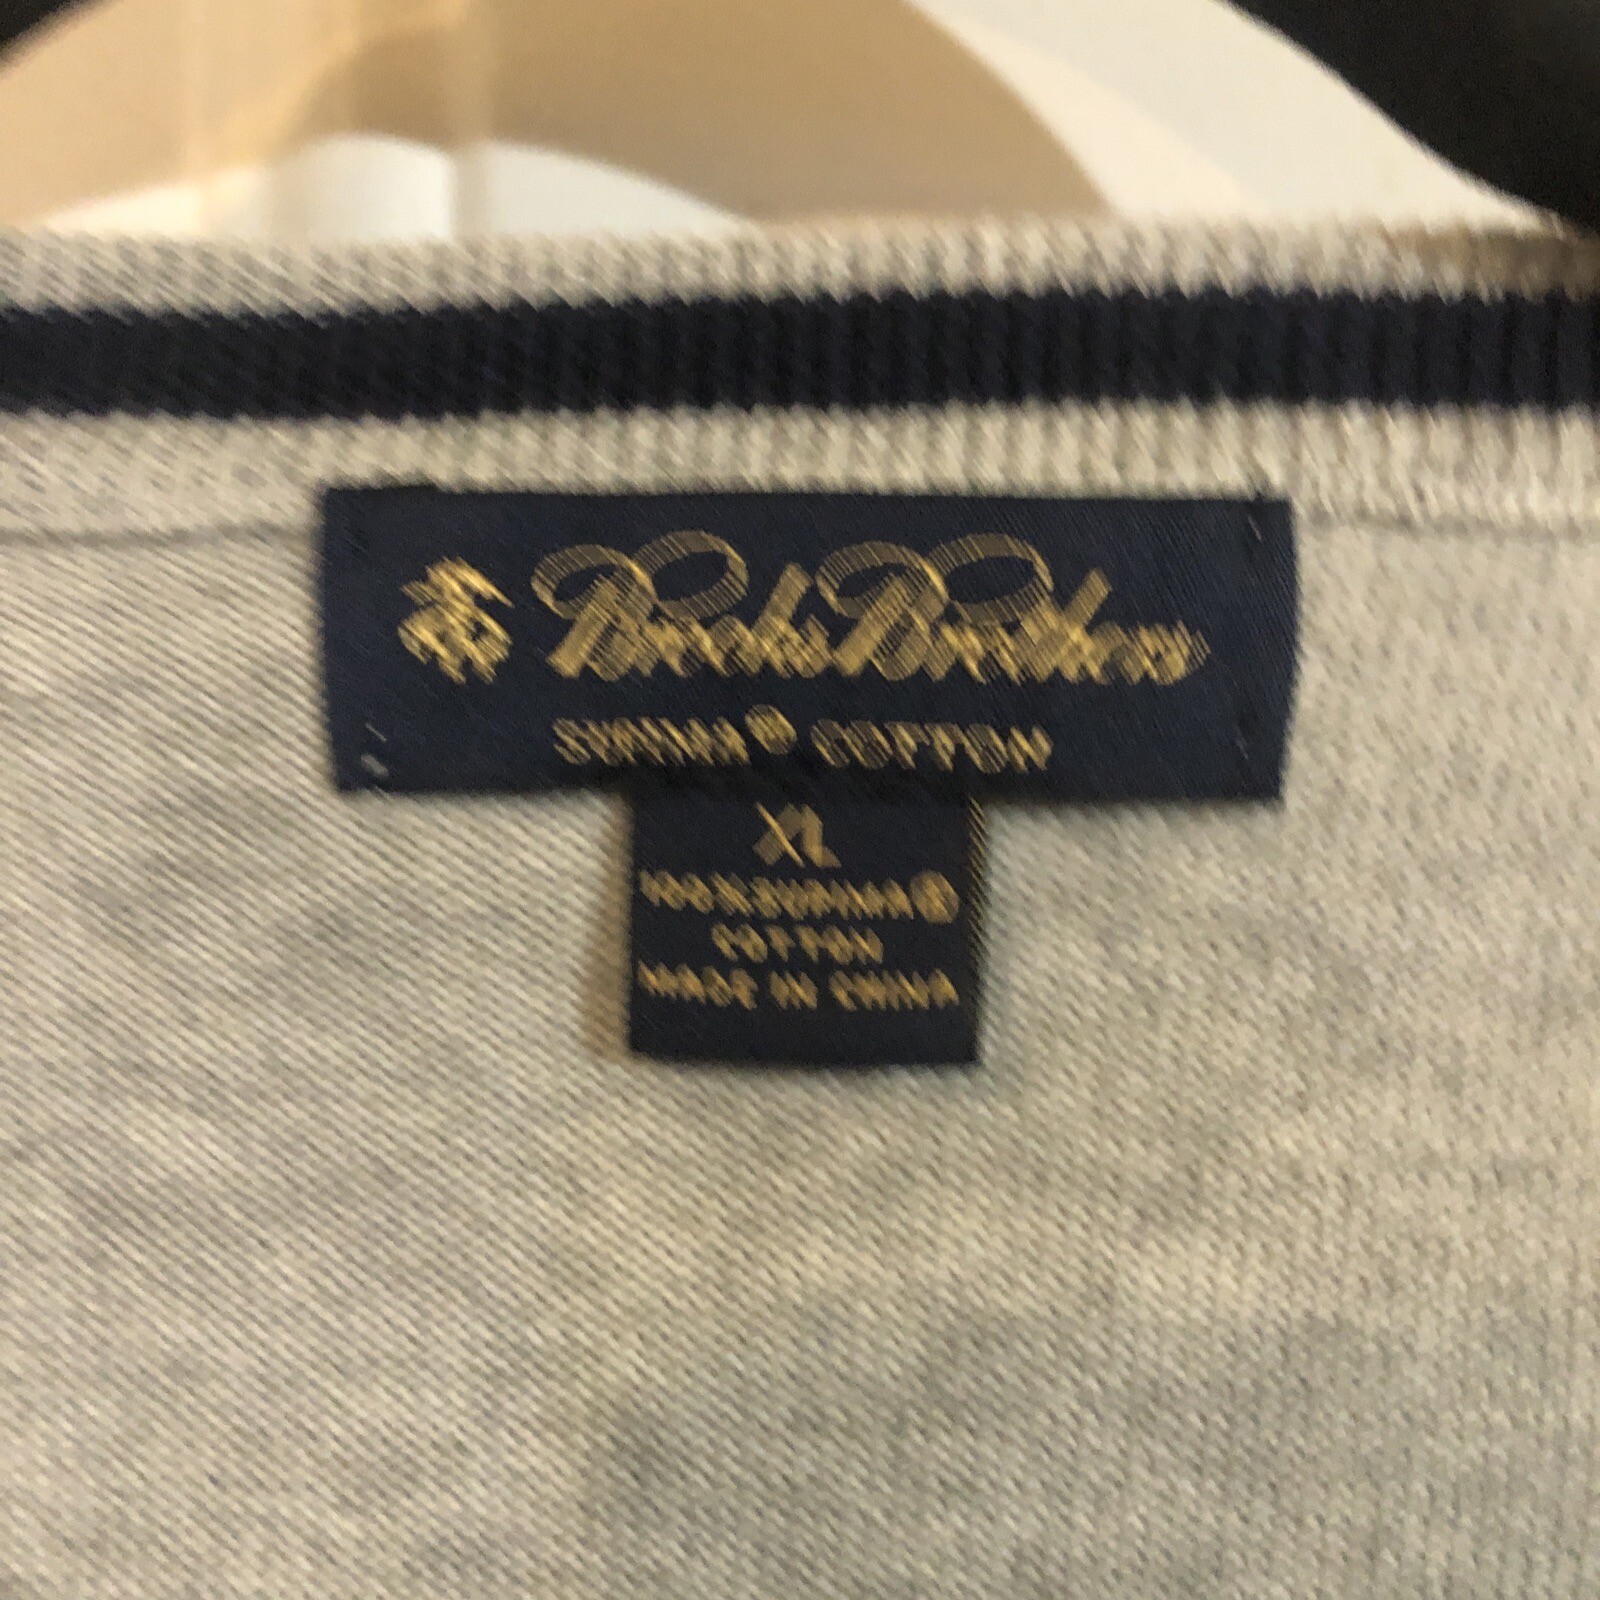 Brooks Brothers
SUPIMA® COTTON
XL
100% SUPIMA®
COTTON
MADE IN CHINA